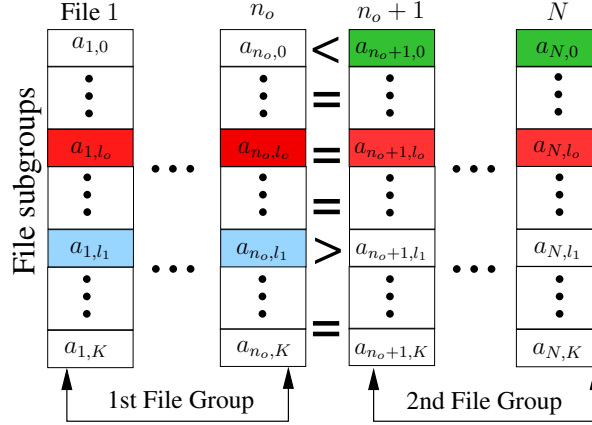 File 1 n_o n_o + 1 N
a_{1,0} a_{n_o,0} < a_{n_o+1,0} a_{N,0}
=
a_{1,l_o} a_{n_o,l_o} = a_{n_o+1,l_o} a_{N,l_o}
=
a_{1,l_1} a_{n_o,l_1} > a_{n_o+1,l_1} a_{N,l_1}
=
a_{1,K} a_{n_o,K} a_{n_o+1,K} a_{N,K}
File subgroups
1st File Group 2nd File Group